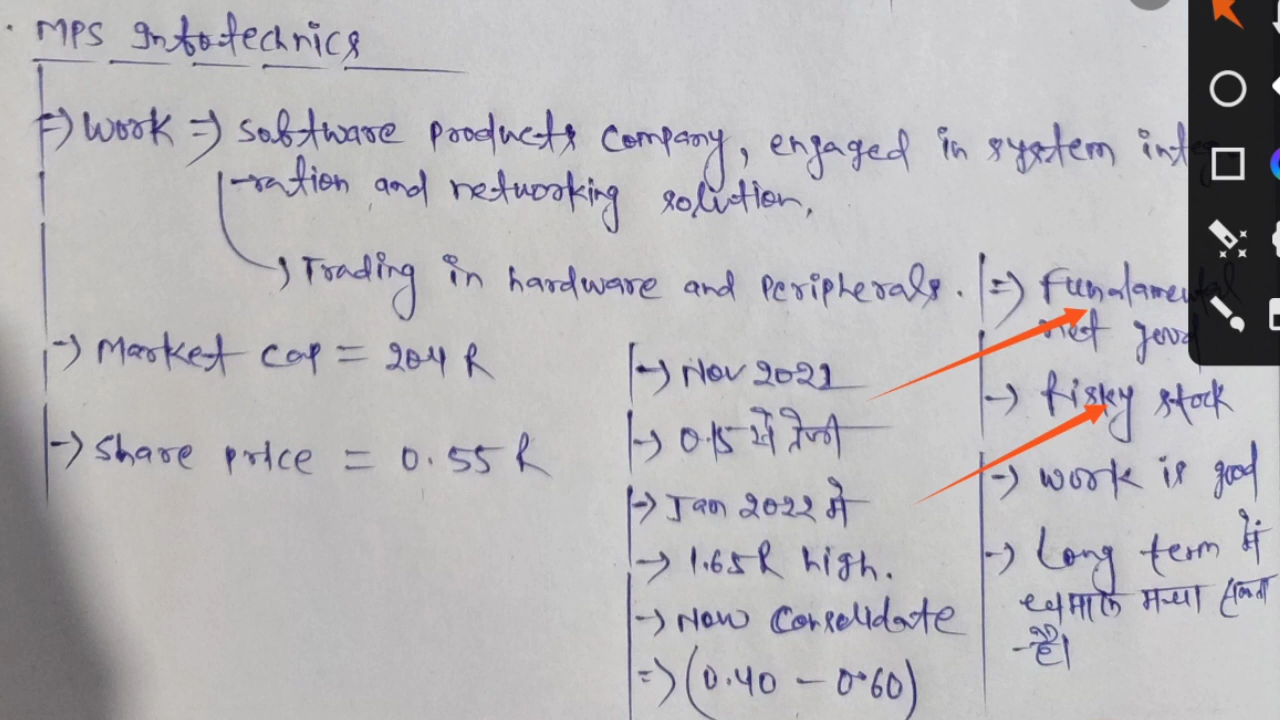 MPS Infotechnics
=> Work => Software products company, engaged in system integ
-ration and networking solution.
→ Trading in hardware and peripherals.
-> Market cap = 204 R
-> Share price = 0.55 R
-> Nov 2021
-> 0.15 से तेजी
-> Jan 2022 में
-> 1.65R high.
-> Now Consolidate
=> (0.40 - 0.60)
=> Fundamental
not good
-> Risky stock
-> work is good
-> Long term में
धमाल मचा सकता
है।